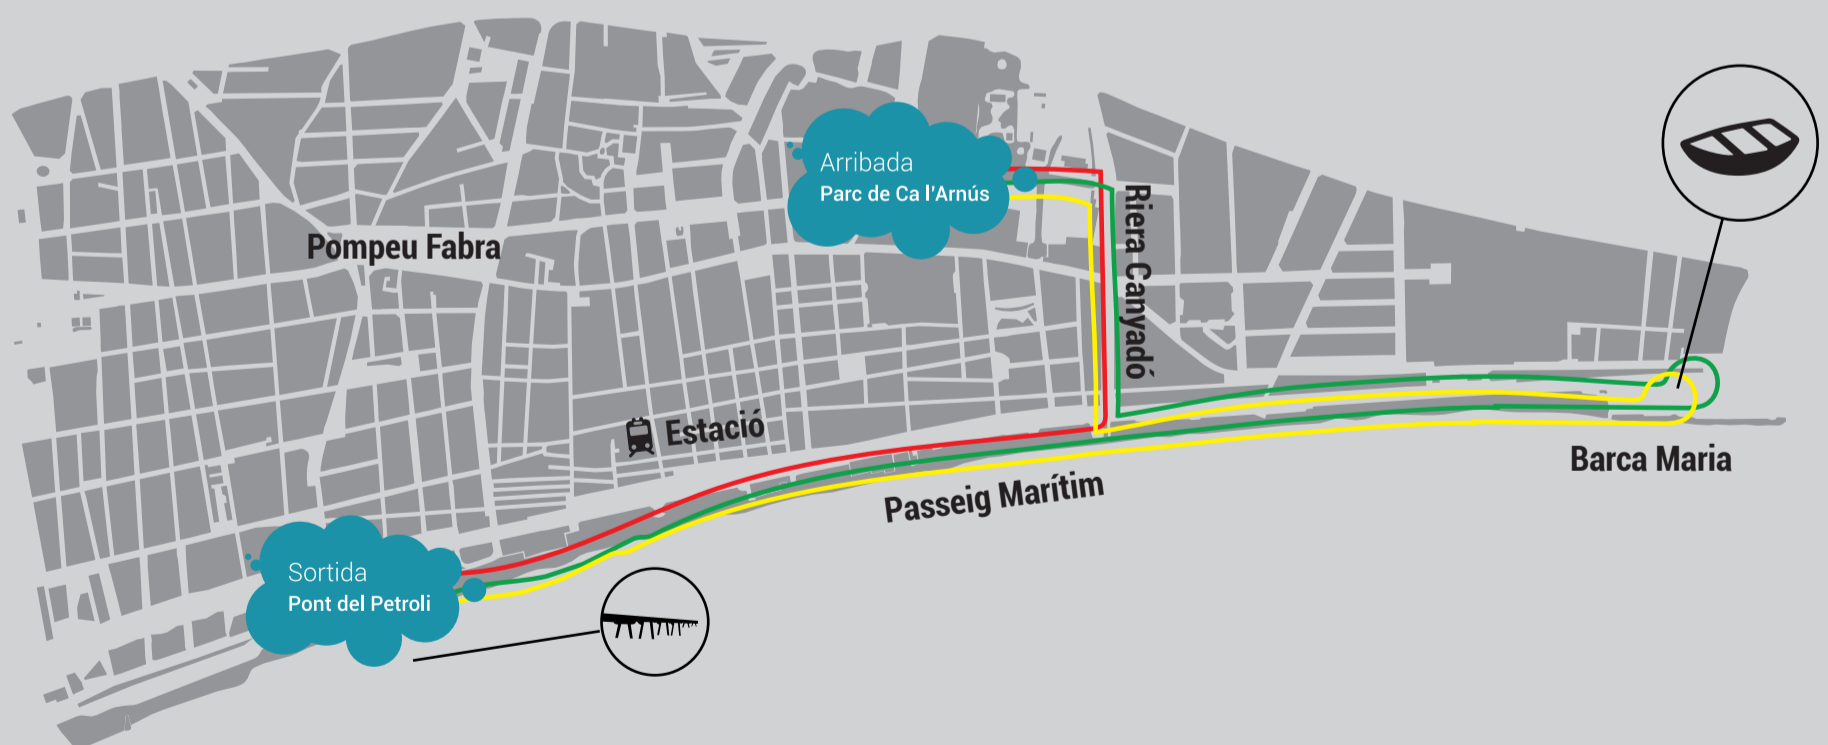 Arribada
Parc de Ca l'Arnús
Pompeu Fabra
Riera Canyadó
Estació
Barca Maria
Passeig Marítim
Sortida
Pont del Petroli